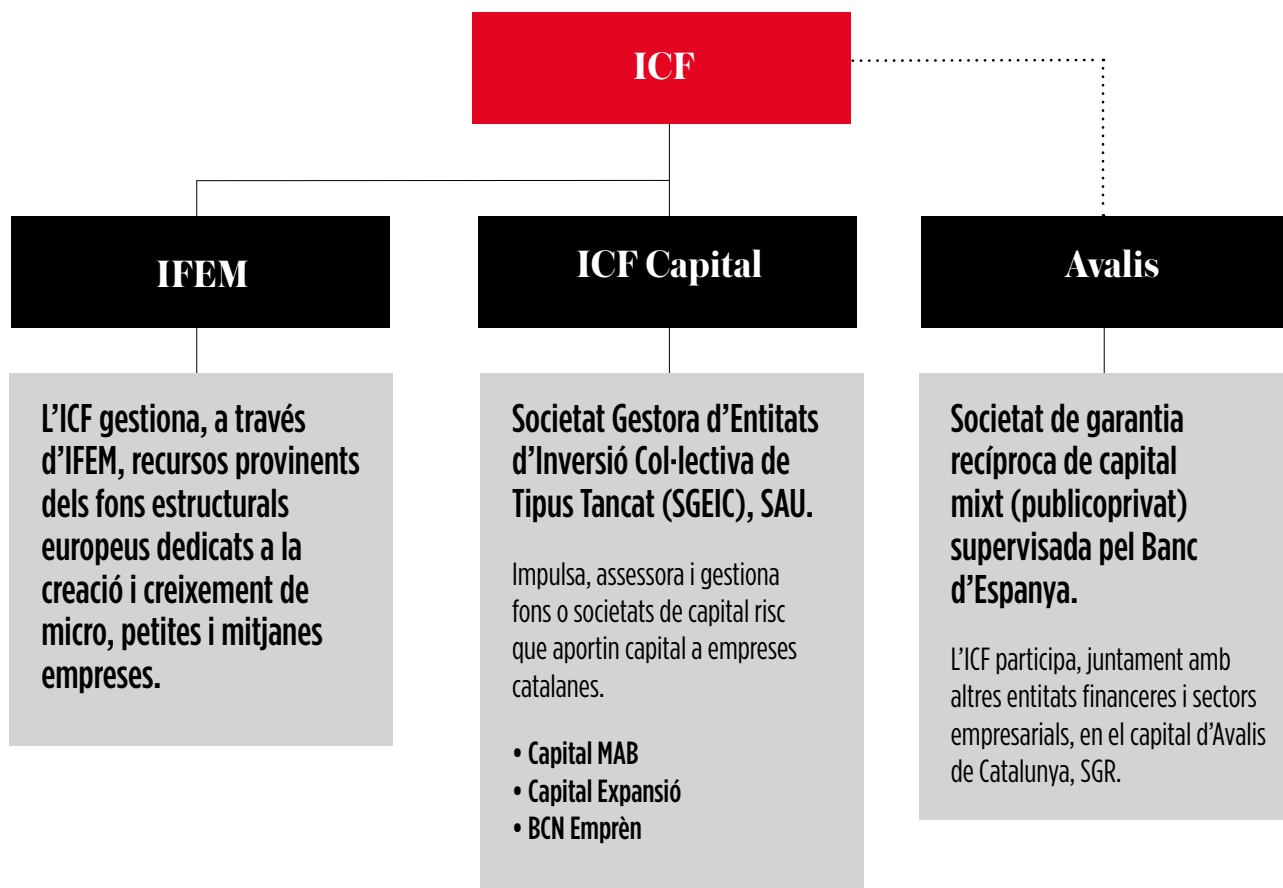 ICF
IFEM
L’ICF gestiona, a través
d’IFEM, recursos provinents
dels fons estructurals
europeus dedicats a la
creació i creixement de
micro, petites i mitjanes
empreses.
ICF Capital
Societat Gestora d’Entitats
d’Inversió Col·lectiva de
Tipus Tancat (SGEIC), SAU.
Impulsa, assessora i gestiona
fons o societats de capital risc
que aportin capital a empreses
catalanes.
• Capital MAB
• Capital Expansió
• BCN Emprèn
Avalis
Societat de garantia
recíproca de capital
mixt (publicoprivat)
supervisada pel Banc
d’Espanya.
L’ICF participa, juntament amb
altres entitats financeres i sectors
empresarials, en el capital d’Avalis
de Catalunya, SGR.